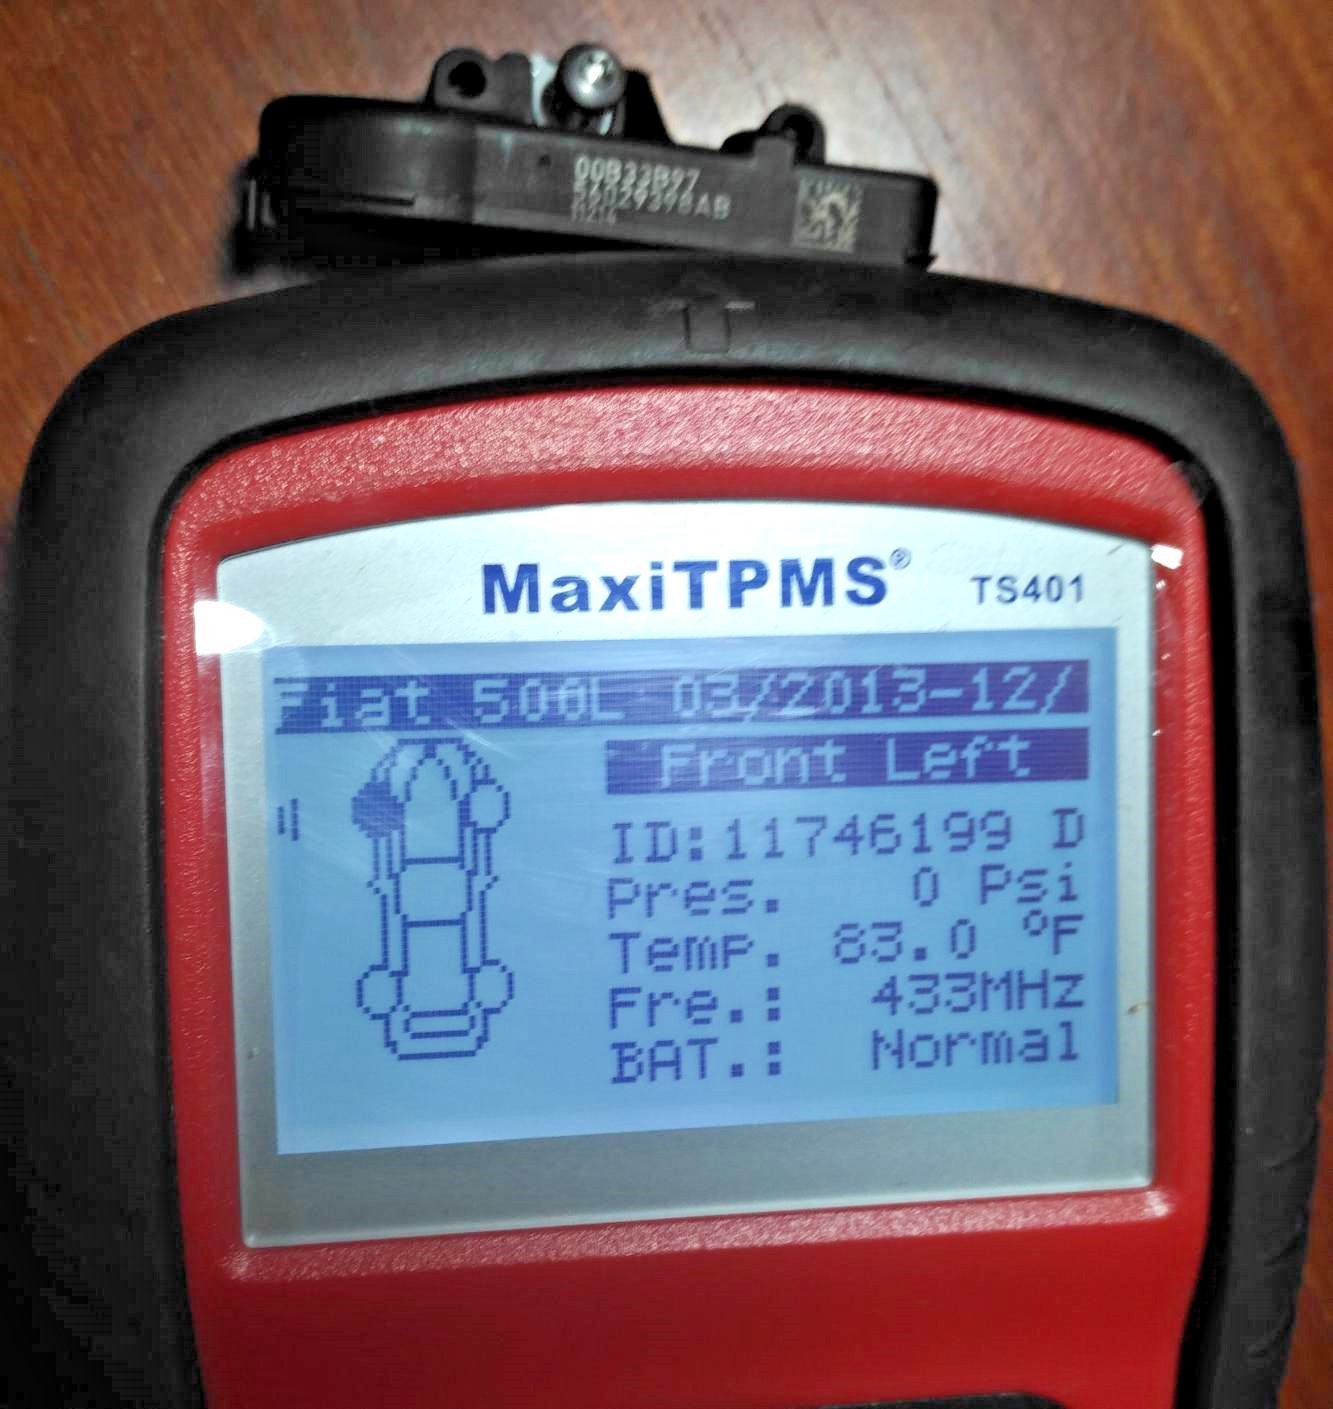 00B33B97
56029398AB
MaxiTPMS®
TS401
Fiat 500L 03/2013-12/
Front Left
ID:11746199 D
Pres. 0 Psi
Temp. 83.0 °F
Fre.: 433MHz
BAT.: Normal